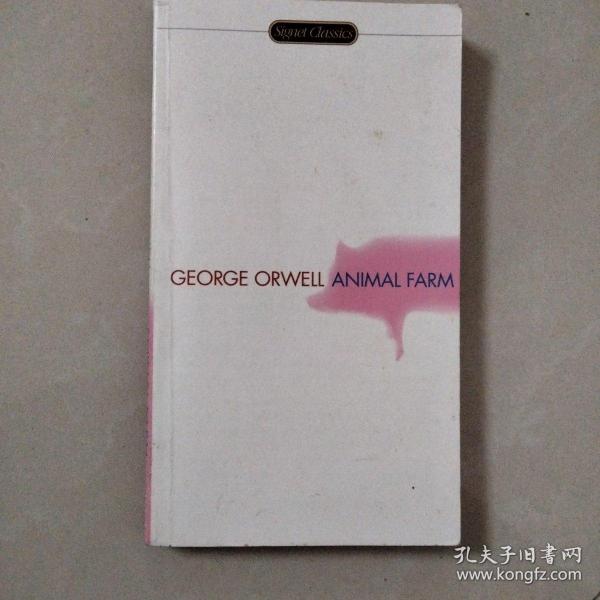 Signet Classics
GEORGE ORWELL ANIMAL FARM
孔夫子旧书网
www.kongfz.com